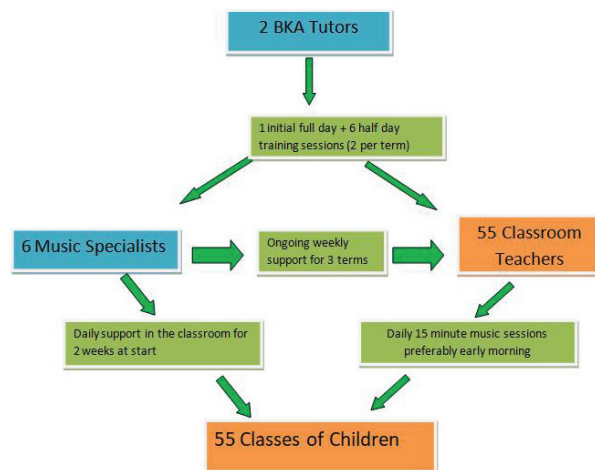 2 BKA Tutors
1 initial full day + 6 half day
training sessions (2 per term)
6 Music Specialists
Ongoing weekly
support for 3 terms
55 Classroom
Teachers
Daily support in the classroom for
2 weeks at start
Daily 15 minute music sessions
preferably early morning
55 Classes of Children